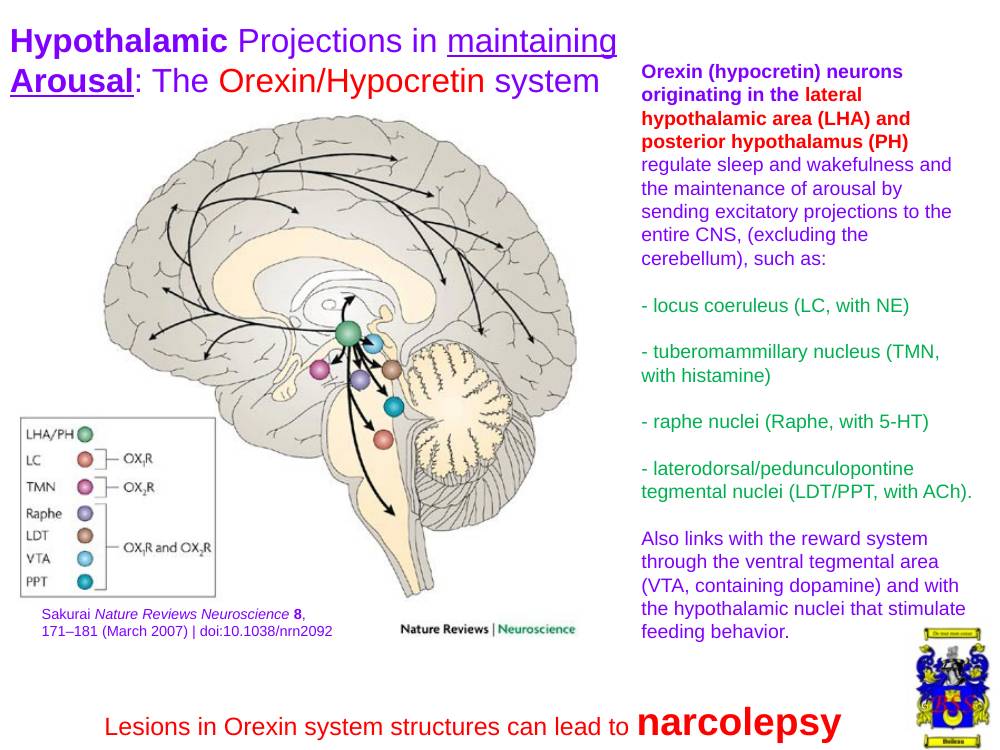 Hypothalamic Projections in maintaining
Arousal: The Orexin/Hypocretin system
Orexin (hypocretin) neurons
originating in the lateral
hypothalamic area (LHA) and
posterior hypothalamus (PH)
regulate sleep and wakefulness and
the maintenance of arousal by
sending excitatory projections to the
entire CNS, (excluding the
cerebellum), such as:
- locus coeruleus (LC, with NE)
- tuberomammillary nucleus (TMN,
with histamine)
- raphe nuclei (Raphe, with 5-HT)
- laterodorsal/pedunculopontine
tegmental nuclei (LDT/PPT, with ACh).
Also links with the reward system
through the ventral tegmental area
(VTA, containing dopamine) and with
the hypothalamic nuclei that stimulate
feeding behavior.
LHA/PH
LC
OX₁R
TMN
OX₂R
Raphe
LDT
OX₁R and OX₂R
VTA
PPT
Sakurai Nature Reviews Neuroscience 8,
171–181 (March 2007) | doi:10.1038/nrn2092
Nature Reviews | Neuroscience
Lesions in Orexin system structures can lead to narcolepsy